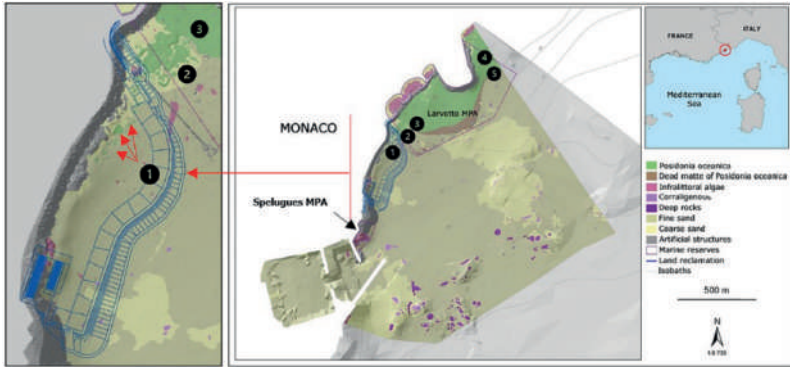 3
2
1
MONACO
Spelugues MPA
Larvotto MPA
4
5
3
2
1
FRANCE
ITALY
Mediterranean
Sea
Posidonia oceanica
Dead matte of Posidonia oceanica
Infralittoral algae
Corraligenous
Deep rocks
Fine sand
Coarse sand
Artificial structures
Marine reserves
Land reclamation
Isobaths
500 m
N